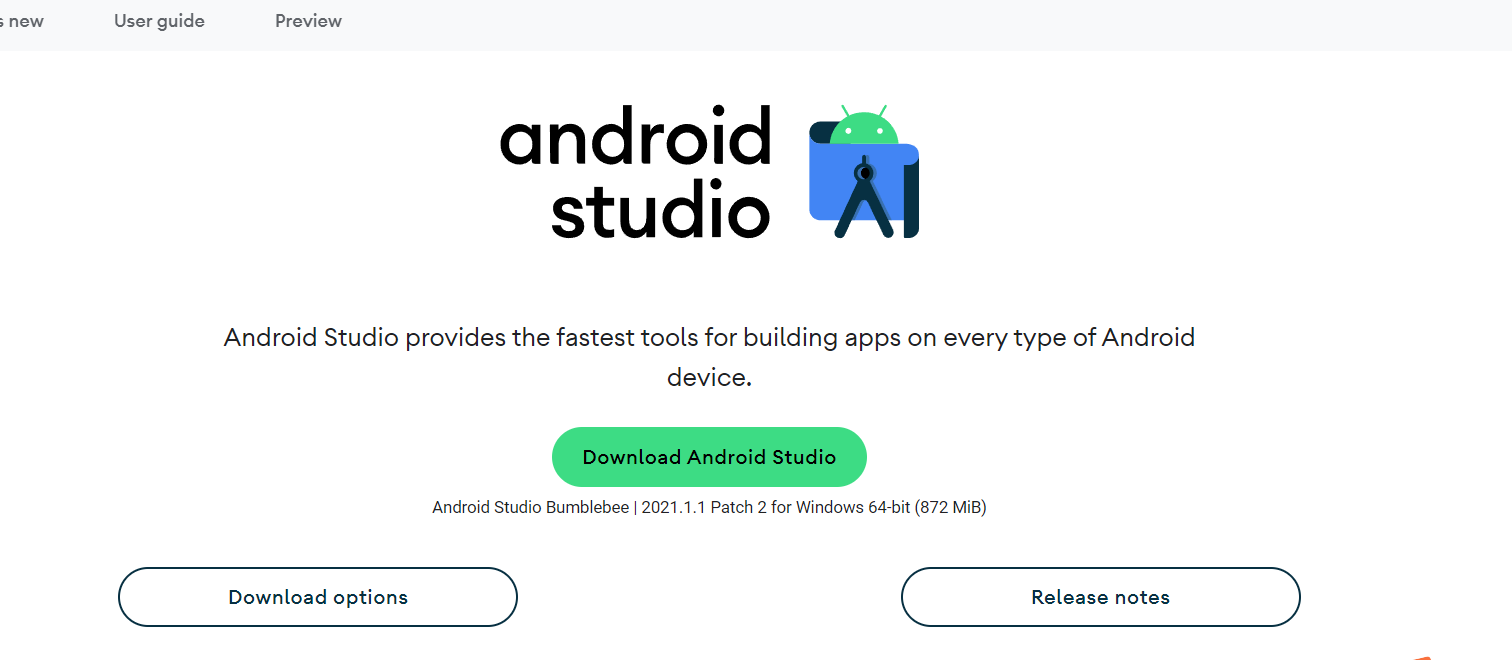 s new User guide Preview
android
studio
Android Studio provides the fastest tools for building apps on every type of Android
device.
Download Android Studio
Android Studio Bumblebee | 2021.1.1 Patch 2 for Windows 64-bit (872 MiB)
Download options Release notes